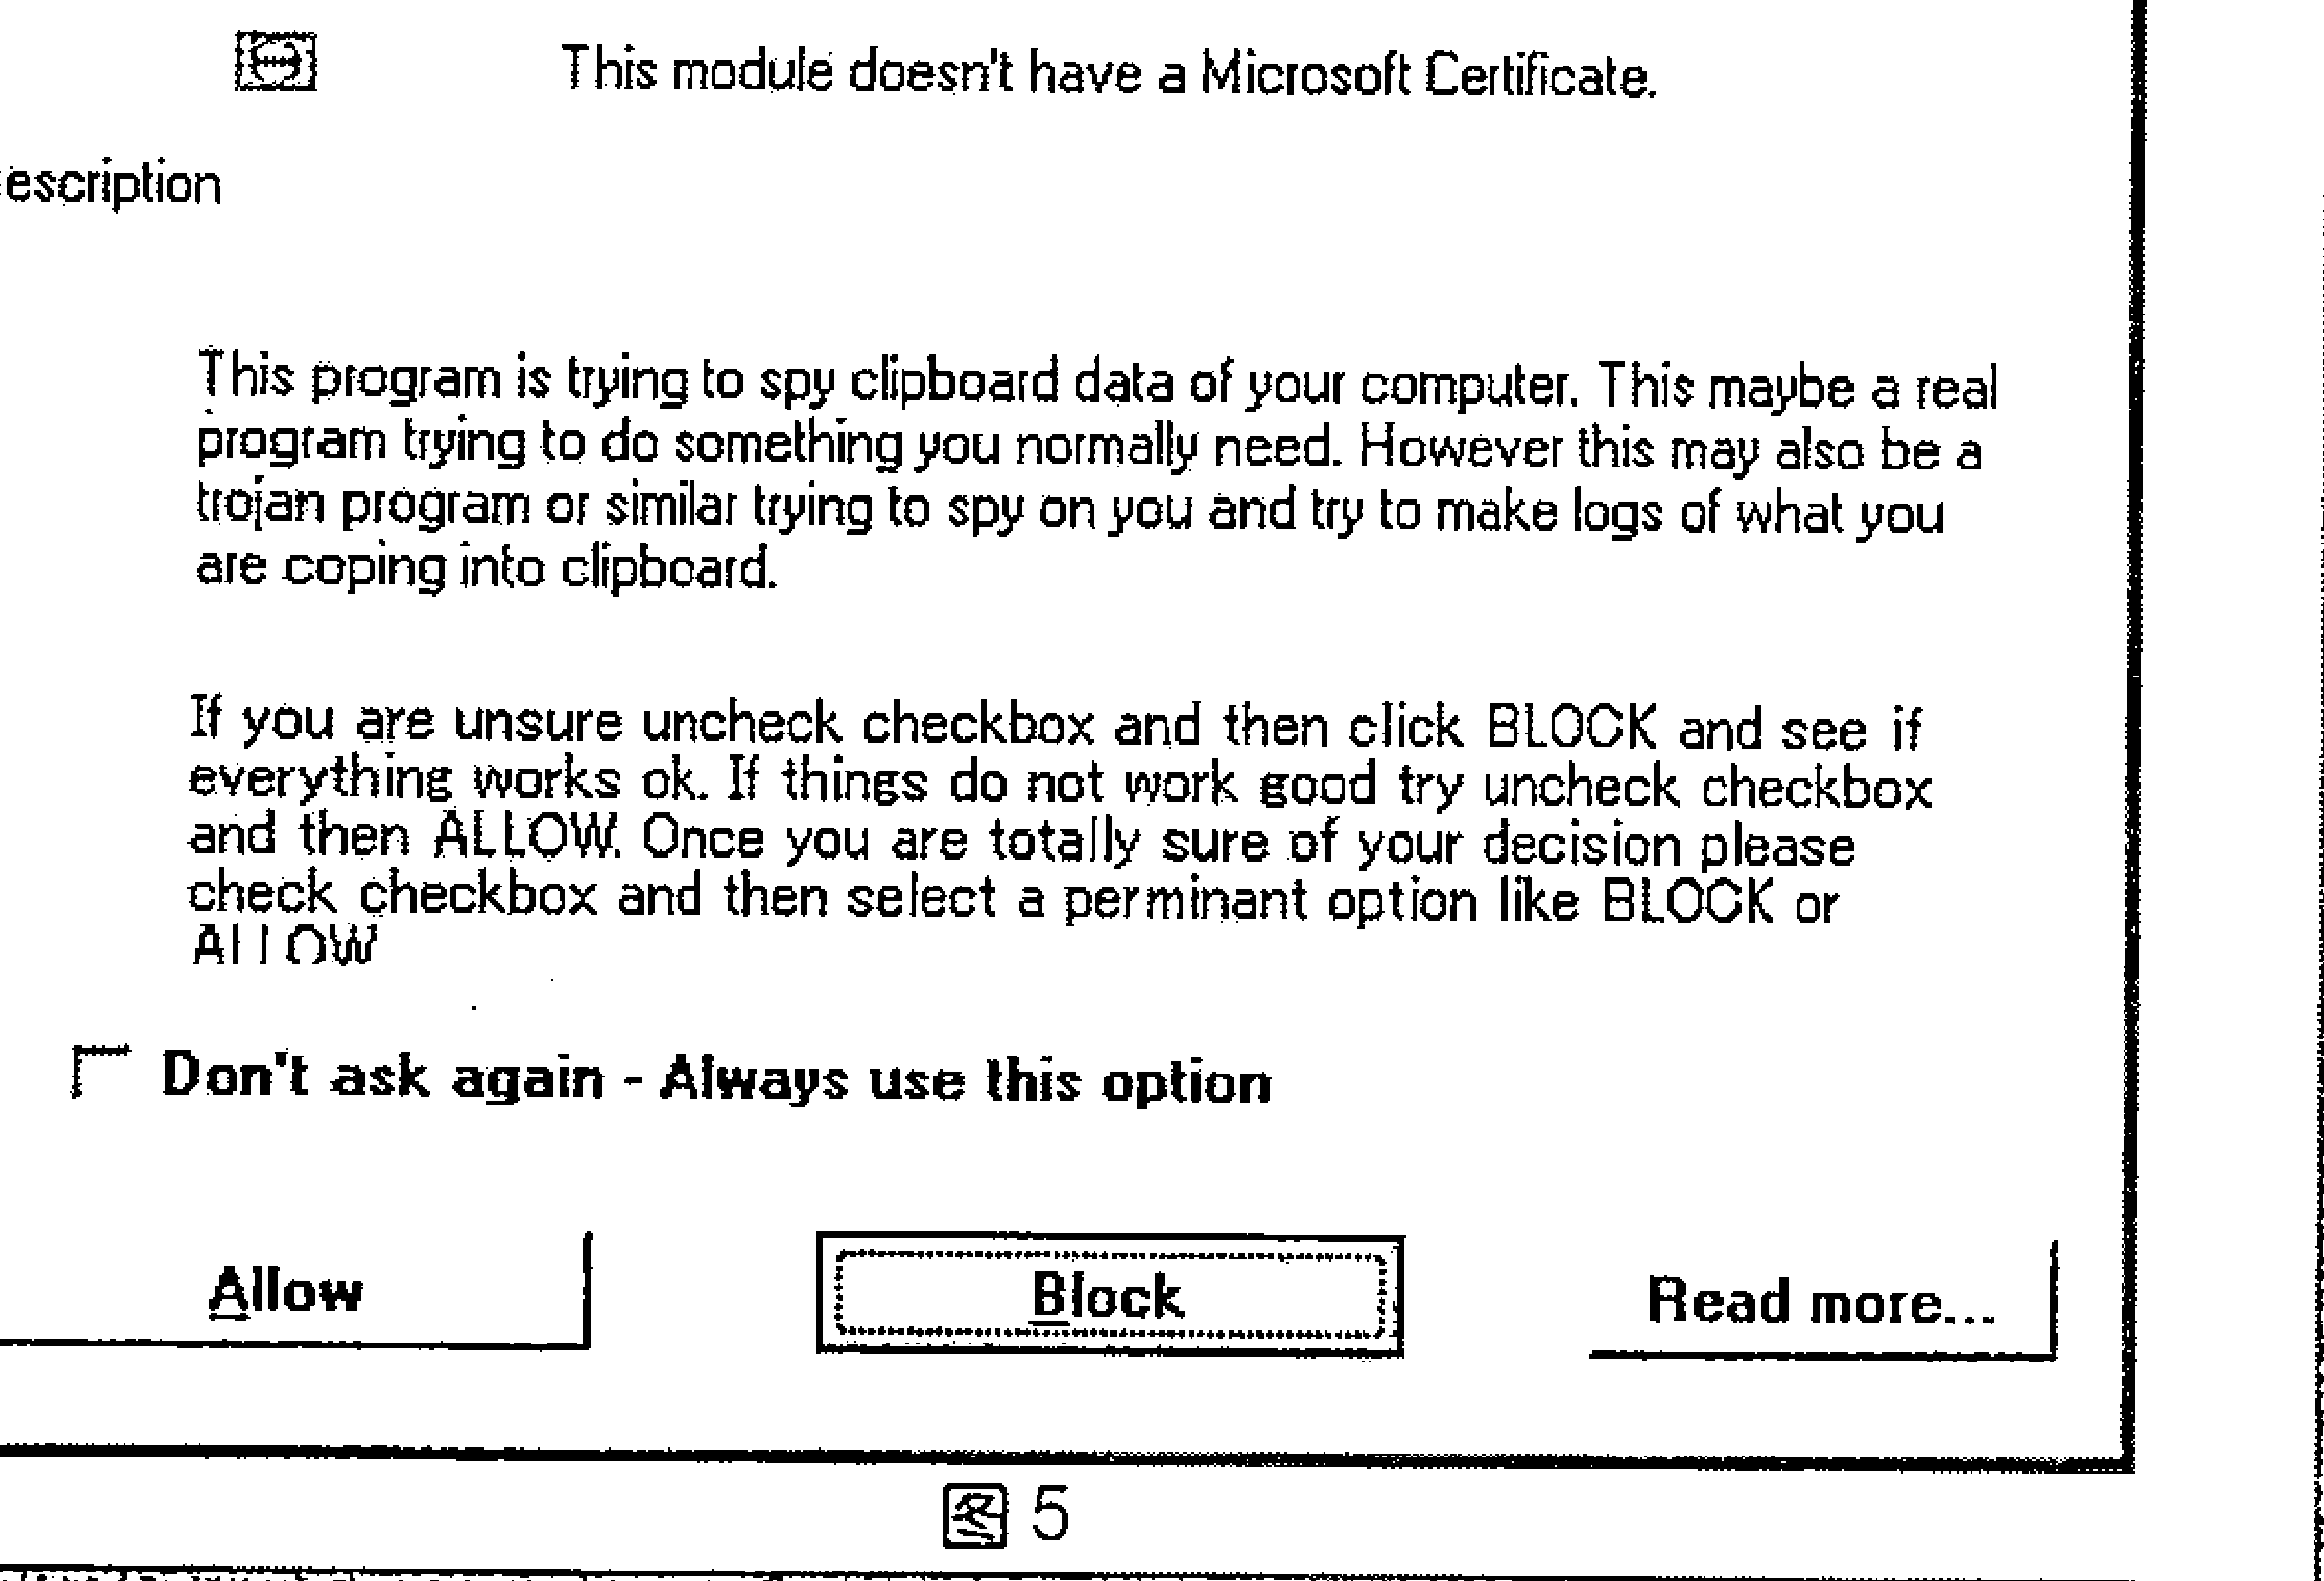 This module doesn't have a Microsoft Certificate.
escription
This program is trying to spy clipboard data of your computer. This maybe a real
program trying to do something you normally need. However this may also be a
trojan program or similar trying to spy on you and try to make logs of what you
are coping into clipboard.
If you are unsure uncheck checkbox and then click BLOCK and see if
everything works ok. If things do not work good try uncheck checkbox
and then ALLOW. Once you are totally sure of your decision please
check checkbox and then select a perminant option like BLOCK or
ALLOW
Don't ask again - Always use this option
Allow
Block
Read more...
图 5